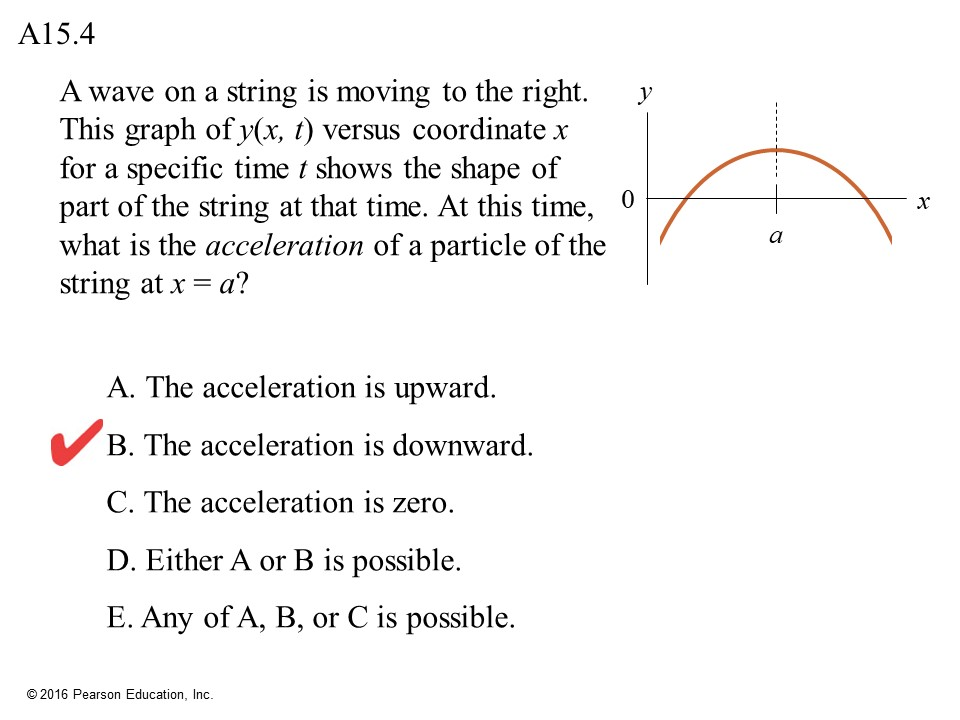 A15.4
A wave on a string is moving to the right.
This graph of y(x, t) versus coordinate x
for a specific time t shows the shape of
part of the string at that time. At this time,
what is the acceleration of a particle of the
string at x = a?
y
0
x
a
A. The acceleration is upward.
B. The acceleration is downward.
C. The acceleration is zero.
D. Either A or B is possible.
E. Any of A, B, or C is possible.
© 2016 Pearson Education, Inc.